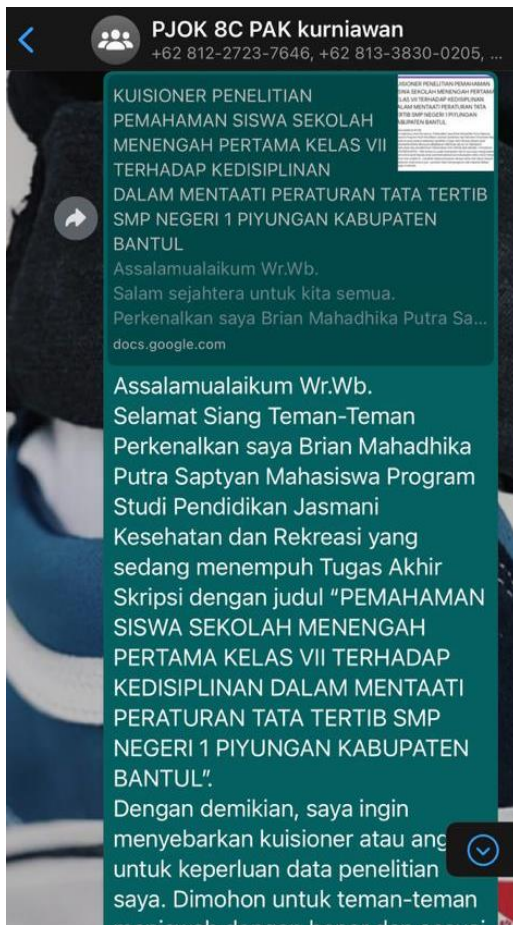 PJOK 8C PAK kurniawan
+62 812-2723-7646, +62 813-3830-0205, ...
KUISIONER PENELITIAN
PEMAHAMAN SISWA SEKOLAH
MENENGAH PERTAMA KELAS VII
TERHADAP KEDISIPLINAN
DALAM MENTAATI PERATURAN TATA TERTIB
SMP NEGERI 1 PIYUNGAN KABUPATEN
BANTUL
Assalamualaikum Wr.Wb.
Salam sejahtera untuk kita semua.
Perkenalkan saya Brian Mahadhika Putra Sa...
docs.google.com
Assalamualaikum Wr.Wb.
Selamat Siang Teman-Teman
Perkenalkan saya Brian Mahadhika
Putra Saptyan Mahasiswa Program
Studi Pendidikan Jasmani
Kesehatan dan Rekreasi yang
sedang menempuh Tugas Akhir
Skripsi dengan judul “PEMAHAMAN
SISWA SEKOLAH MENENGAH
PERTAMA KELAS VII TERHADAP
KEDISIPLINAN DALAM MENTAATI
PERATURAN TATA TERTIB SMP
NEGERI 1 PIYUNGAN KABUPATEN
BANTUL”.
Dengan demikian, saya ingin
menyebarkan kuisioner atau ang
untuk keperluan data penelitian
saya. Dimohon untuk teman-teman